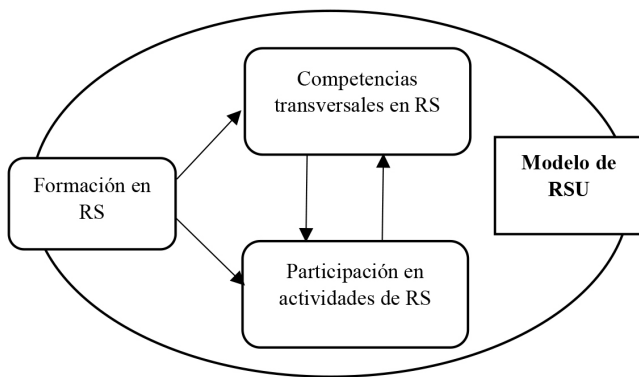 Competencias
transversales en RS
Formación en
RS
Modelo de
RSU
Participación en
actividades de RS